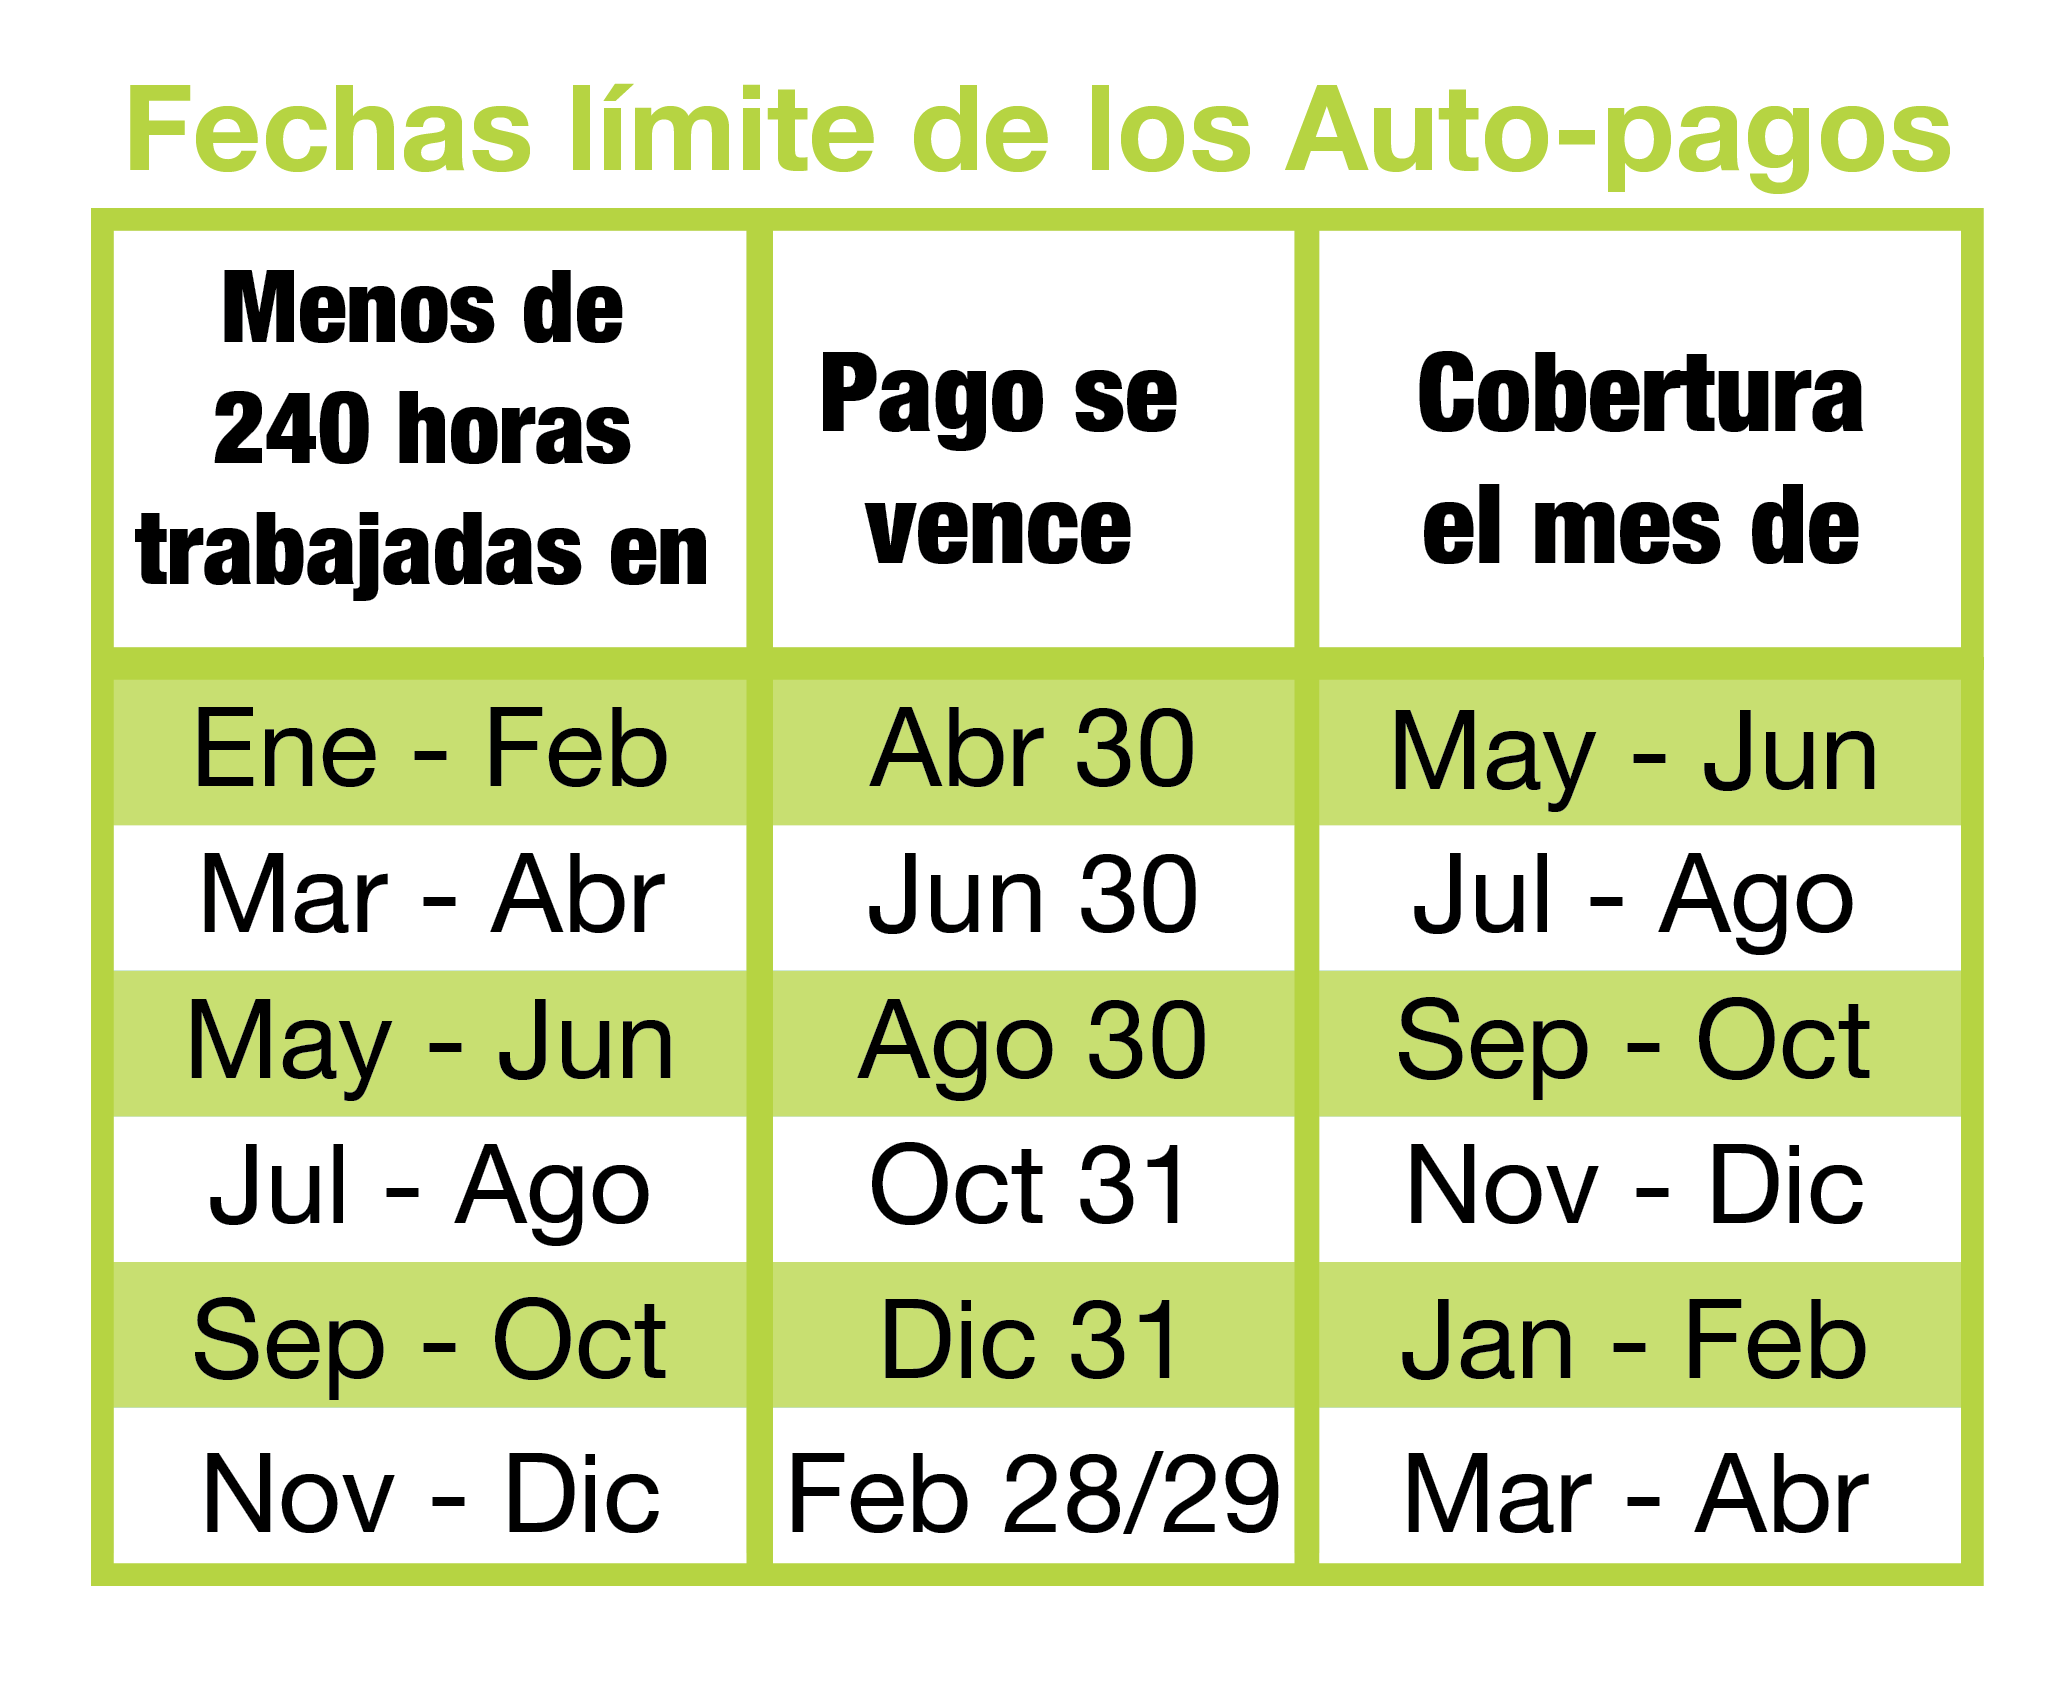 Fechas límite de los Auto-pagos
Menos de
240 horas
trabajadas en
Pago se
vence
Cobertura
el mes de
Ene - Feb
Abr 30
May - Jun
Mar - Abr
Jun 30
Jul - Ago
May - Jun
Ago 30
Sep - Oct
Jul - Ago
Oct 31
Nov - Dic
Sep - Oct
Dic 31
Jan - Feb
Nov - Dic
Feb 28/29
Mar - Abr